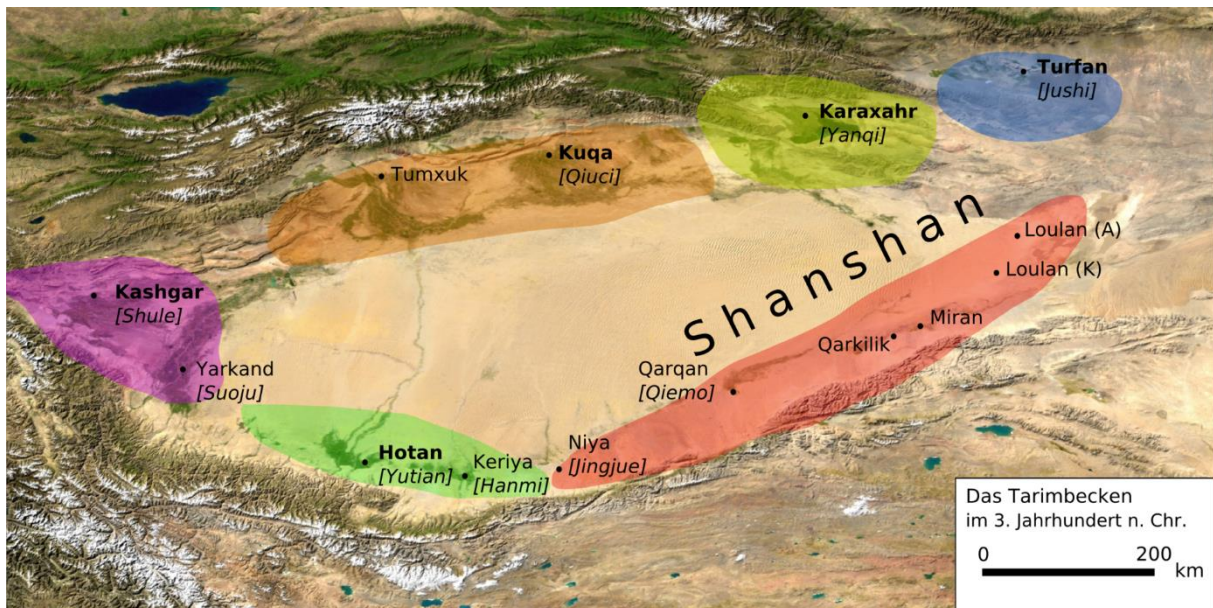 Turfan
[Jushi]
Karaxahr
[Yanqi]
Kuqa
[Qiuci]
Tumxuk
Shanshan
Loulan (A)
Loulan (K)
Kashgar
[Shule]
Miran
Qarkilik
Yarkand
[Suoju]
Qarqan
[Qiemo]
Niya
[Jingjue]
Hotan
[Yutian]
Keriya
[Hanmi]
Das Tarimbecken
im 3. Jahrhundert n. Chr.
0 200
km